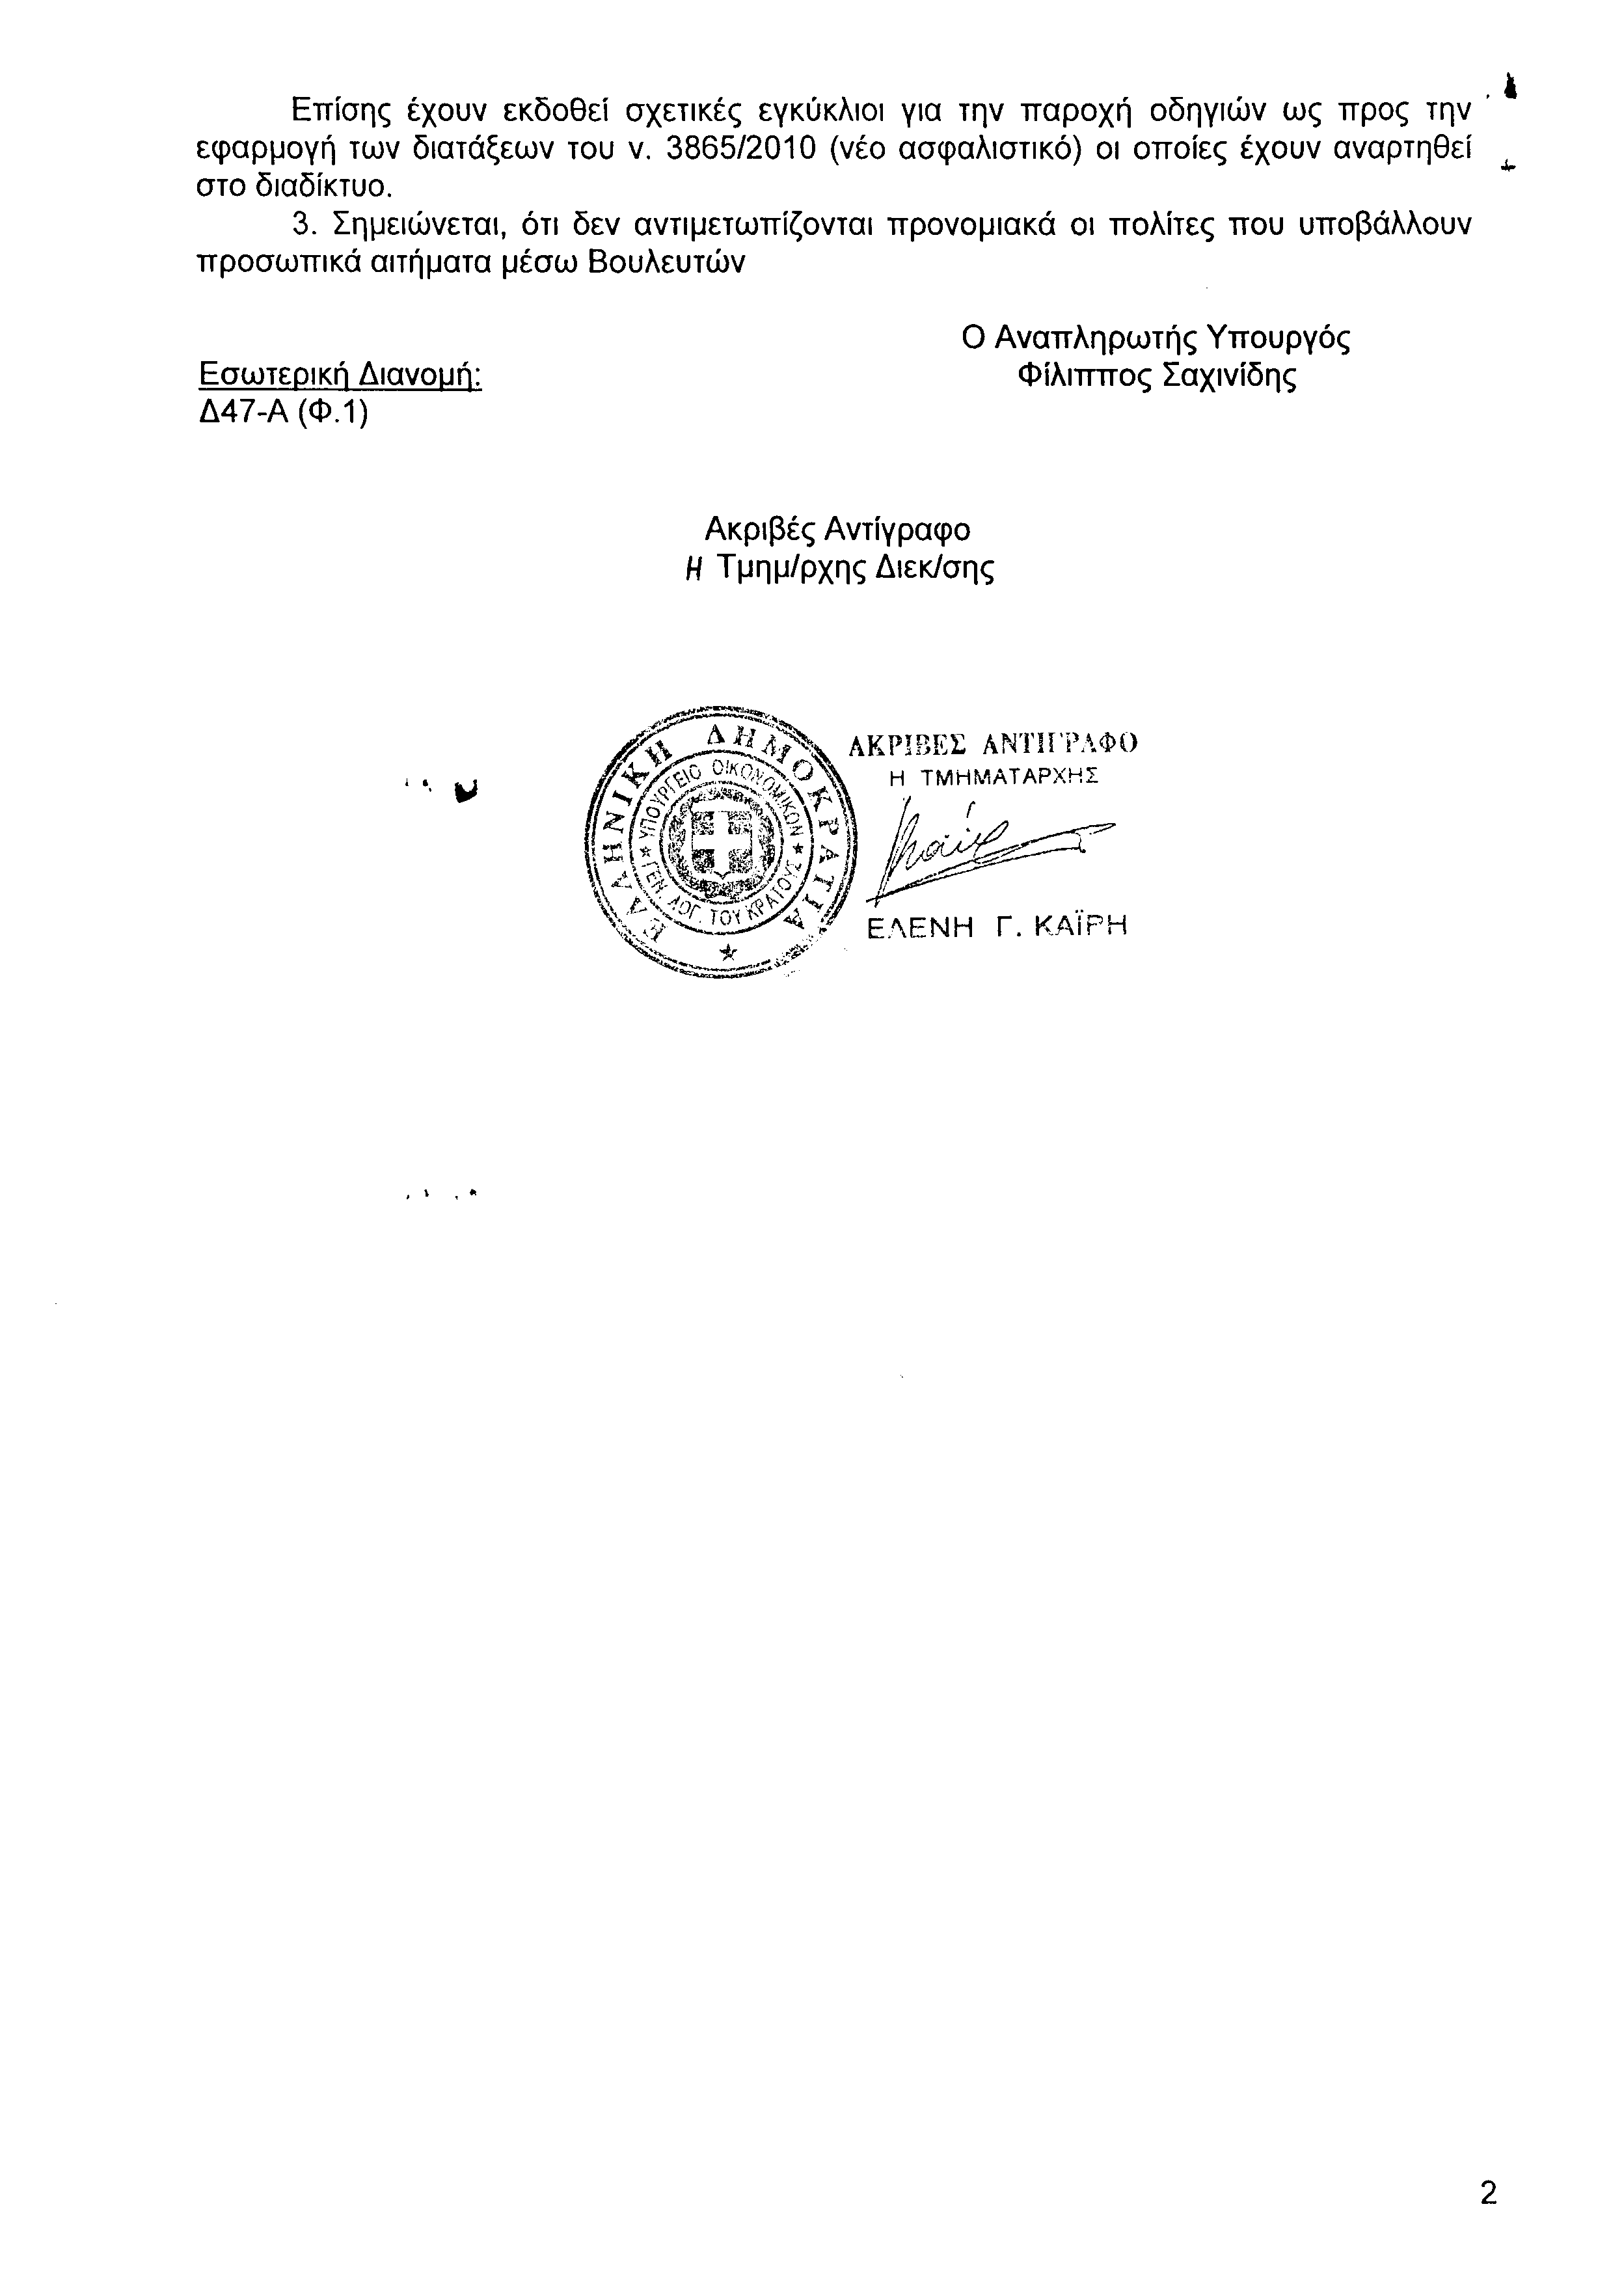 Επίσης έχουν εκδοθεί σχετικές εγκύκλιοι για την παροχή οδηγιών ως προς την
εφαρμογή των διατάξεων του ν. 3865/2010 (νέο ασφαλιστικό) οι οποίες έχουν αναρτηθεί
στο διαδίκτυο.
3. Σημειώνεται, ότι δεν αντιμετωπίζονται προνομιακά οι πολίτες που υποβάλλουν
προσωπικά αιτήματα μέσω Βουλευτών
Ο Αναπληρωτής Υπουργός
Φίλιππος Σαχινίδης
Εσωτερική Διανομή:
Δ47-Α (Φ.1)
Ακριβές Αντίγραφο
Η Τμημ/ρχης Διεκ/σης
ΕΛΛΗΝΙΚΗ ΔΗΜΟΚΡΑΤΙΑ
ΥΠΟΥΡΓΕΙΟ ΟΙΚΟΝΟΜΙΚΩΝ
ΓΕΝ. ΛΟΓ. ΤΟΥ ΚΡΑΤΟΥΣ
ΑΚΡΙΒΕΣ ΑΝΤΙΓΡΑΦΟ
Η ΤΜΗΜΑΤΑΡΧΗΣ
ΕΛΕΝΗ Γ. ΚΑΪΡΗ
2